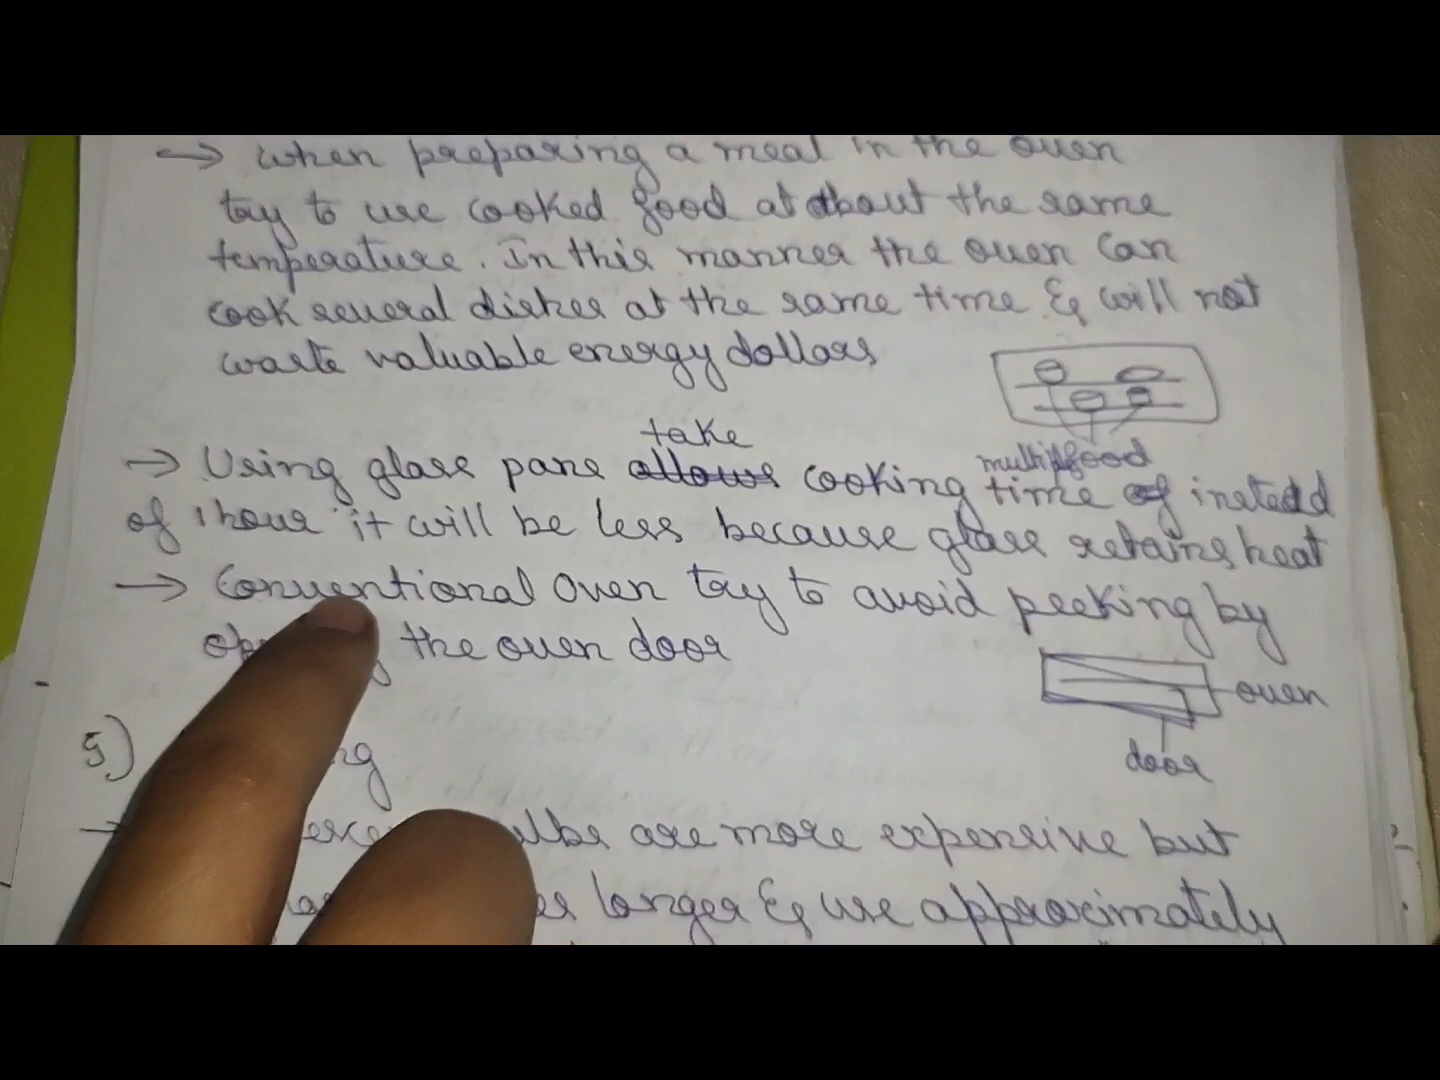 → when preparing a meal in the oven
try to use cooked food at about the same
temperature. In this manner the oven can
cook several dishes at the same time & will not
waste valuable energy dollars
multi food
take
→ Using glass pans allows cooking time of instead
of 1 hour it will be less because glass retains heat
→ Conventional oven try to avoid peeking by
the oven door
oven
door
5)
are more expensive but
longer & use approximately